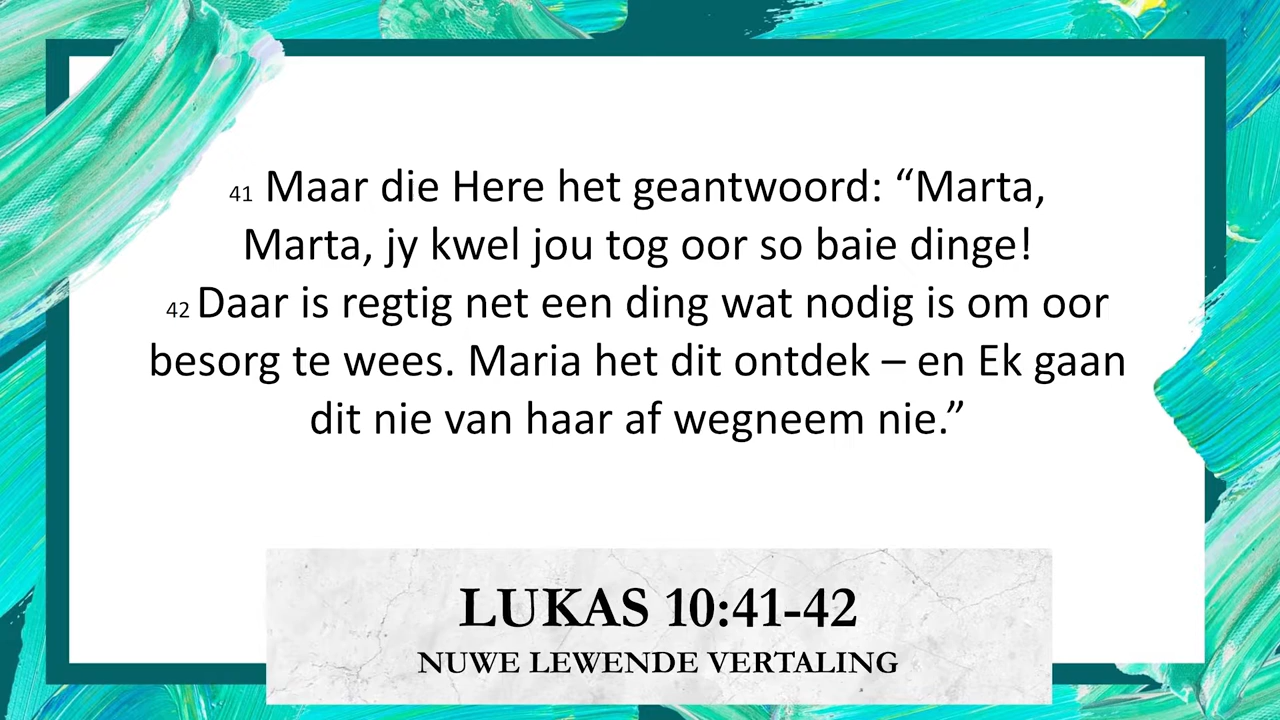 41 Maar die Here het geantwoord: “Marta,
Marta, jy kwel jou tog oor so baie dinge!
42 Daar is regtig net een ding wat nodig is om oor
besorg te wees. Maria het dit ontdek – en Ek gaan
dit nie van haar af wegneem nie.”
LUKAS 10:41-42
NUWE LEWENDE VERTALING